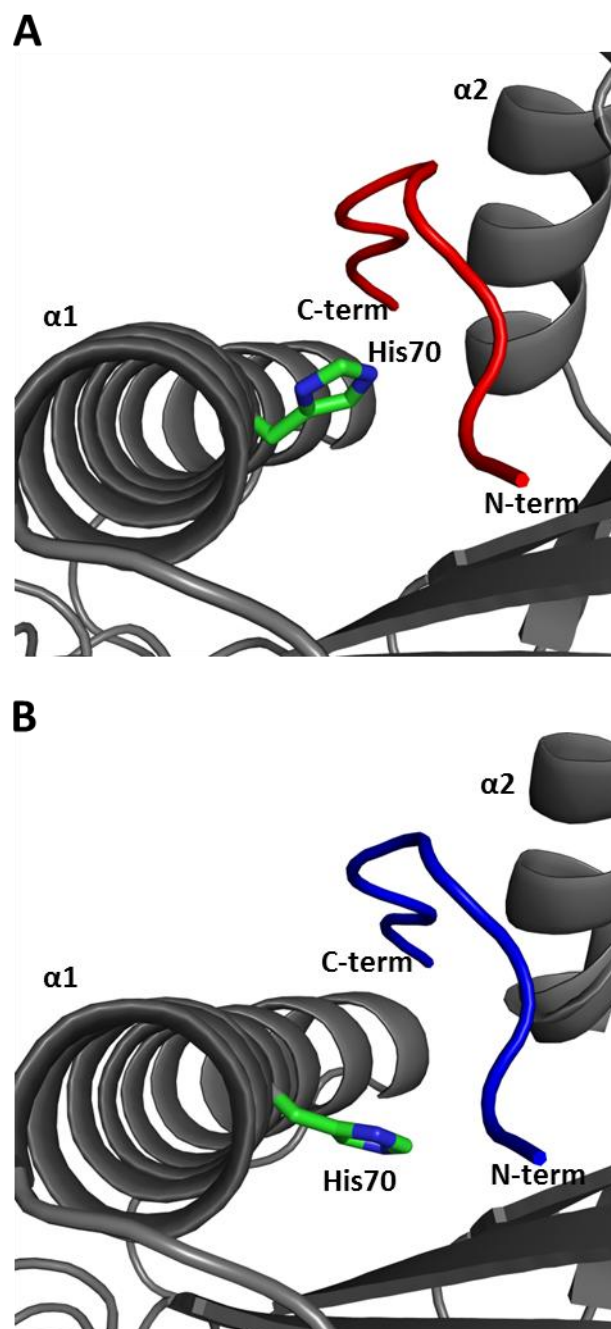 A
α2
α1
C-term
His70
N-term
B
α2
C-term
α1
His70
N-term